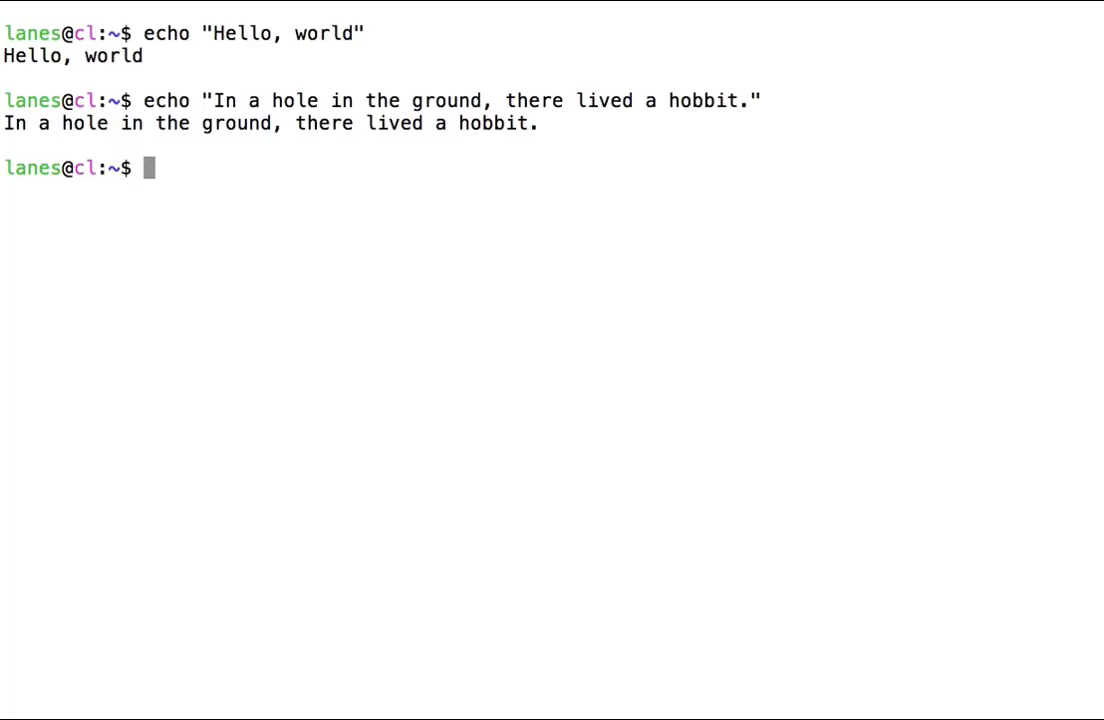 lanes@cl:~$ echo "Hello, world"
Hello, world
lanes@cl:~$ echo "In a hole in the ground, there lived a hobbit."
In a hole in the ground, there lived a hobbit.
lanes@cl:~$